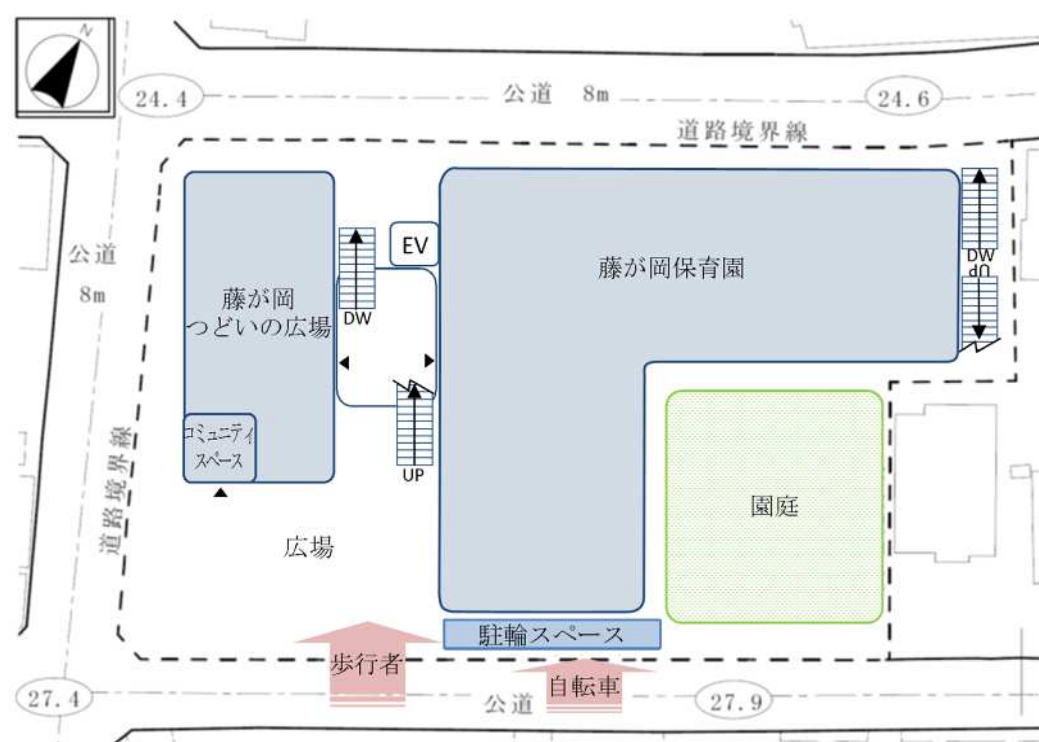 N
24.4
公道 8m
24.6
道路境界線
公道
8m
EV
藤が岡
つどいの広場
DW
藤が岡保育園
DW
UP
コミュニティ
スペース
UP
道路境界線
広場
園庭
駐輪スペース
歩行者
自転車
27.4
公道
27.9